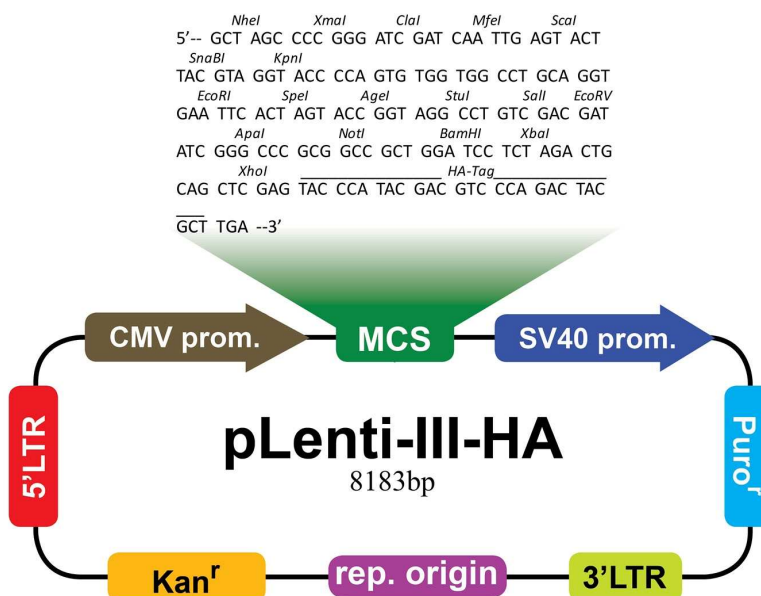 NheI XmaI ClaI MfeI ScaI
5'-- GCT AGC CCC GGG ATC GAT CAA TTG AGT ACT
SnaBI KpnI
TAC GTA GGT ACC CCA GTG TGG TGG CCT GCA GGT
EcoRI SpeI AgeI StuI SalI EcoRV
GAA TTC ACT AGT ACC GGT AGG CCT GTC GAC GAT
ApaI NotI BamHI XbaI
ATC GGG CCC GCG GCC GCT GGA TCC TCT AGA CTG
XhoI HA-Tag
CAG CTC GAG TAC CCA TAC GAC GTC CCA GAC TAC
GCT TGA --3'
CMV prom. MCS SV40 prom.
5'LTR
pLenti-III-HA
8183bp
Puro^r
Kan^r rep. origin 3'LTR